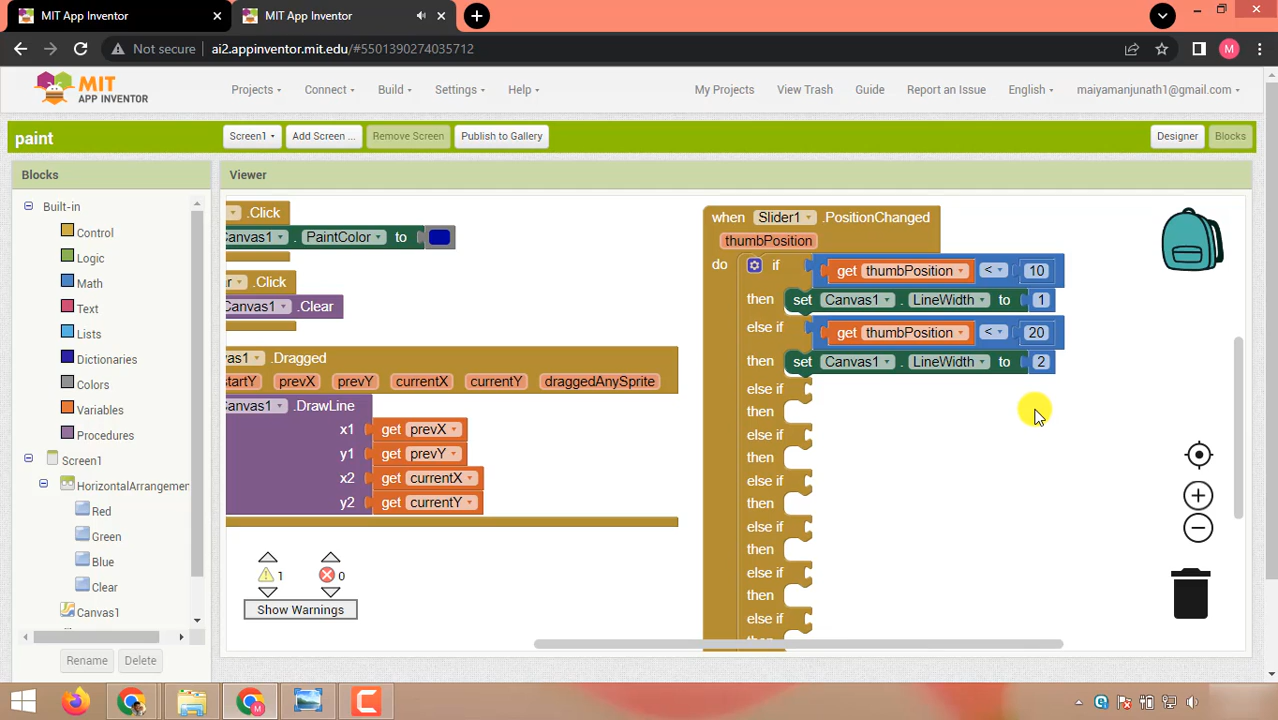 MIT App Inventor
MIT App Inventor
Not secure
ai2.appinventor.mit.edu/#5501390274035712
M
MIT
APP INVENTOR
Projects
Connect
Build
Settings
Help
My Projects
View Trash
Guide
Report an Issue
English
maiyamanjunath1@gmail.com
paint
Screen1
Add Screen ...
Remove Screen
Publish to Gallery
Designer
Blocks
Blocks
Viewer
Built-in
Control
Logic
Math
Text
Lists
Dictionaries
Colors
Variables
Procedures
Screen1
HorizontalArrangemer
Red
Green
Blue
Clear
Canvas1
Rename
Delete
.Click
Canvas1 . PaintColor to
ar .Click
Canvas1 .Clear
vas1 .Dragged
startY prevX prevY currentX currentY draggedAnySprite
Canvas1 .DrawLine
x1 get prevX
y1 get prevY
x2 get currentX
y2 get currentY
1
0
Show Warnings
when Slider1 .PositionChanged
thumbPosition
do if get thumbPosition < 10
then set Canvas1 . LineWidth to 1
else if get thumbPosition < 20
then set Canvas1 . LineWidth to 2
else if
then
else if
then
else if
then
else if
then
else if
then
else if
then
M